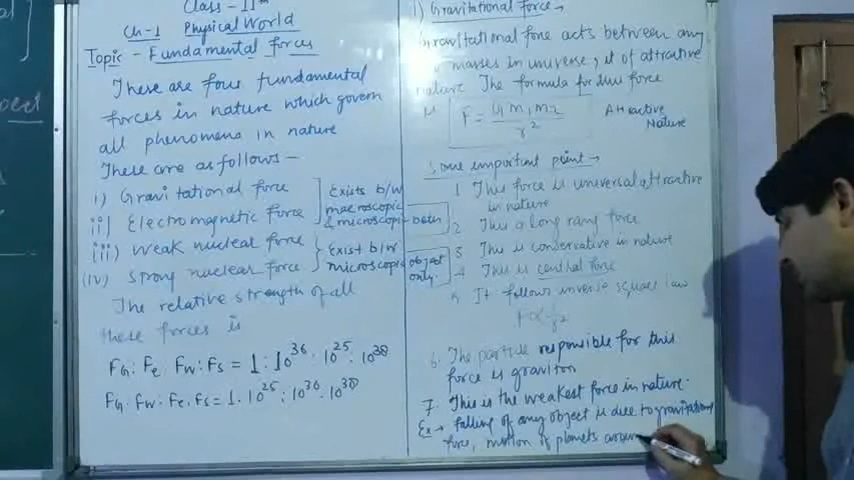 Class - 11th
Ch-1 Physical World
Topic - Fundamental forces
There are four fundamental
forces in nature which govern
all phenomena in nature
These are as follows -
i) Gravitational force
ii) Electromagnetic force
Exists b/w
macroscopic
& microscopic both
iii) Weak nuclear force
(iv) Strong nuclear force
Exist b/w
microscopic object
only.
The relative strength of all
these forces is
FG : Fe Fw : Fs = 1 : 10^36 . 10^25 : 10^38
FG : Fw : Fe . Fs = 1 . 10^25 : 10^36 . 10^38
1) Gravitational force -
Gravitational force acts between any
masses in universe, it of attractive
nature The formula for this force
F = G m1 m2 / r^2
Attractive
Nature
Some important point →
1 This force is universal attractive
in nature
2 This a long rang force
3 This is conservative in nature
4 This is central force
5 It follows inverse square law
F ∝ 1/r^2
6. The particle responsible for this
force is graviton
7. This is the weakest force in nature.
Ex → falling of any object is due to gravitational
force, motion of planets aroun